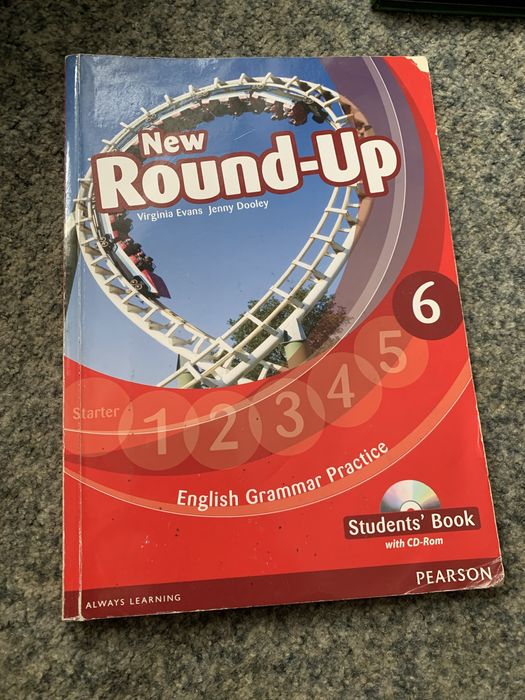 New
Round-Up
Virginia Evans Jenny Dooley
6
Starter 1 2 3 4 5
English Grammar Practice
Students' Book
with CD-Rom
PEARSON
ALWAYS LEARNING